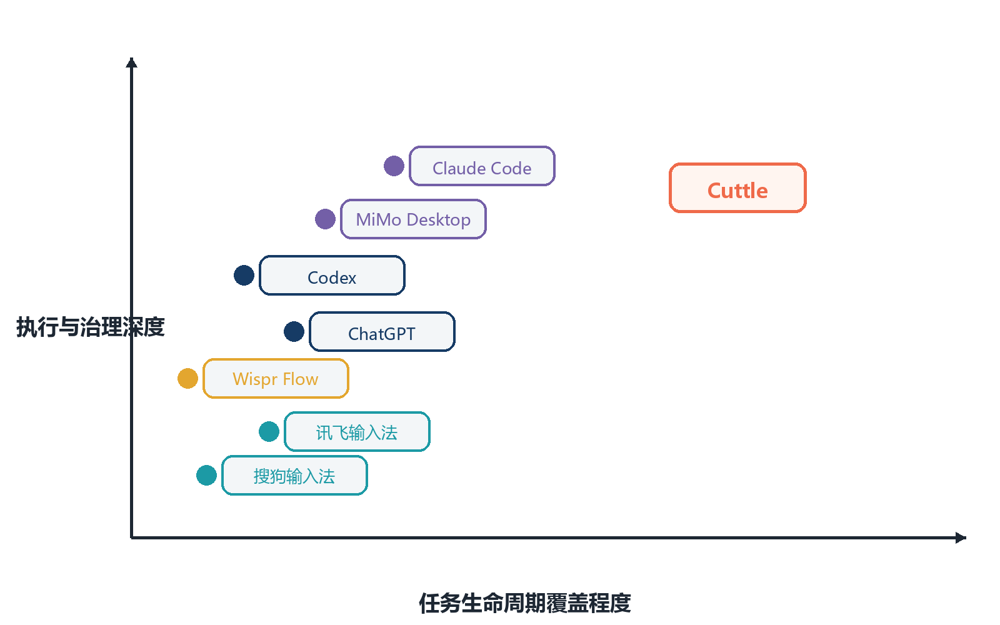 Claude Code
Cuttle
MiMo Desktop
Codex
执行与治理深度
ChatGPT
Wispr Flow
讯飞输入法
搜狗输入法
任务生命周期覆盖程度